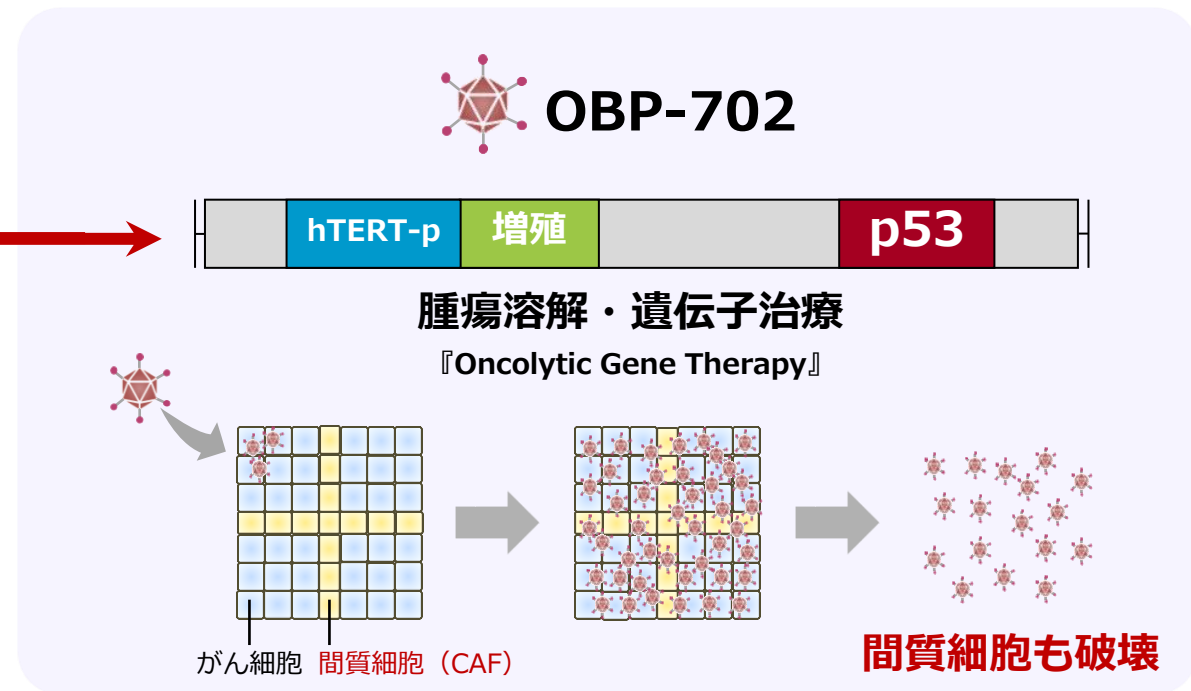 OBP-702
hTERT-p 増殖 p53
腫瘍溶解・遺伝子治療
『Oncolytic Gene Therapy』
がん細胞 間質細胞（CAF）
間質細胞も破壊